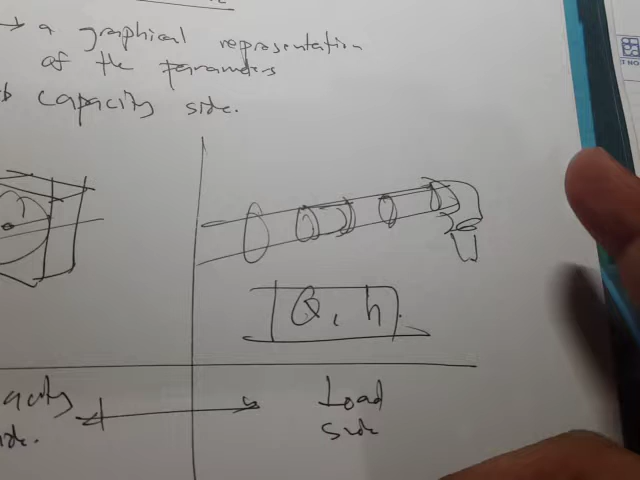 → a graphical representation
of the parameters
capacity side.
Q, h
Load
side